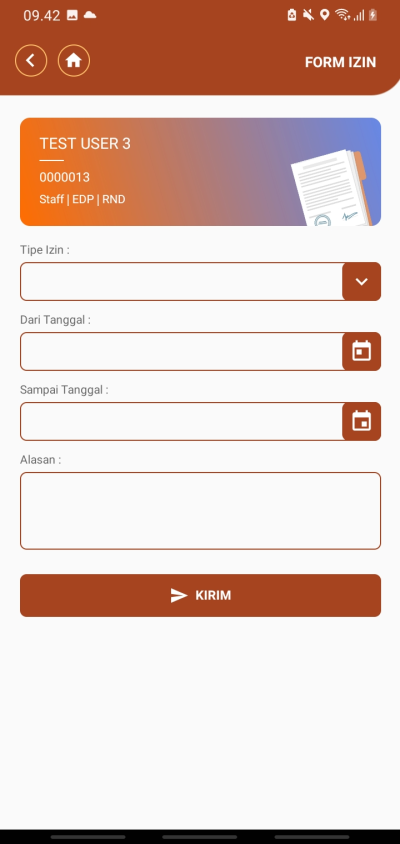 09.42
FORM IZIN
TEST USER 3
0000013
Staff | EDP | RND
Tipe Izin :
Dari Tanggal :
Sampai Tanggal :
Alasan :
KIRIM